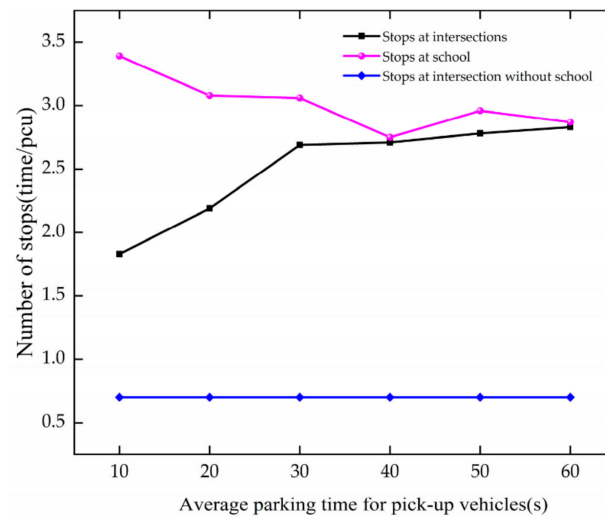 Stops at intersections
Stops at school
Stops at intersection without school
Number of stops(time/pcu)
3.5
3.0
2.5
2.0
1.5
1.0
0.5
10 20 30 40 50 60
Average parking time for pick-up vehicles(s)